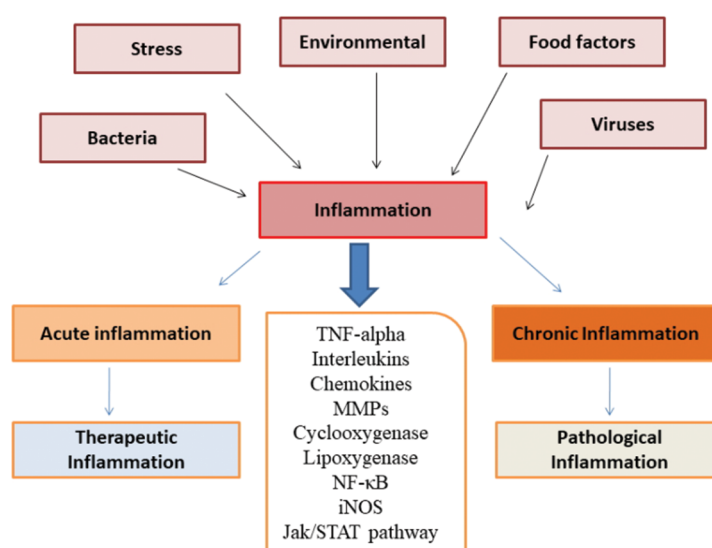 Stress
Environmental
Food factors
Bacteria
Viruses
Inflammation
Acute inflammation
TNF-alpha
Interleukins
Chemokines
MMPs
Cyclooxygenase
Lipoxygenase
NF-κB
iNOS
Jak/STAT pathway
Chronic Inflammation
Therapeutic
Inflammation
Pathological
Inflammation